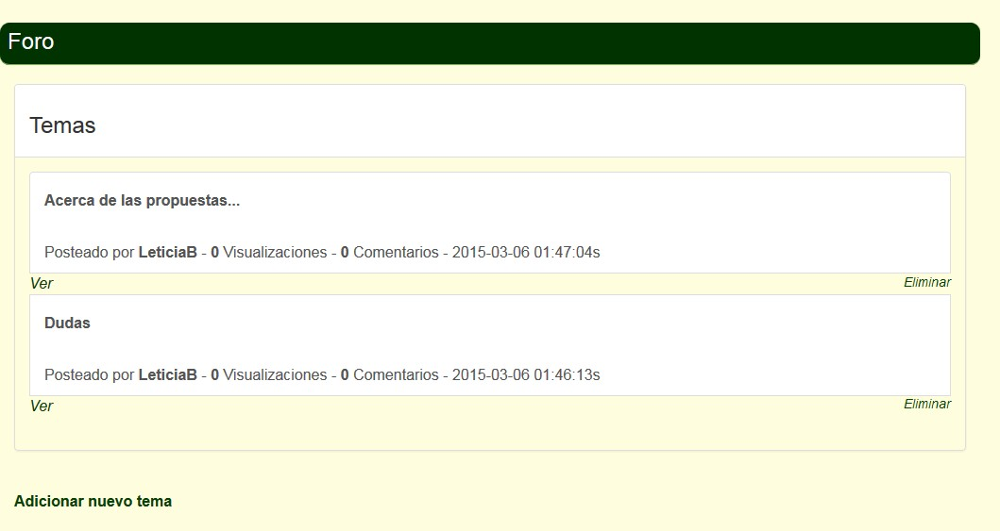 Foro
Temas
Acerca de las propuestas...
Posteado por LeticiaB - 0 Visualizaciones - 0 Comentarios - 2015-03-06 01:47:04s
Ver Eliminar
Dudas
Posteado por LeticiaB - 0 Visualizaciones - 0 Comentarios - 2015-03-06 01:46:13s
Ver Eliminar
Adicionar nuevo tema